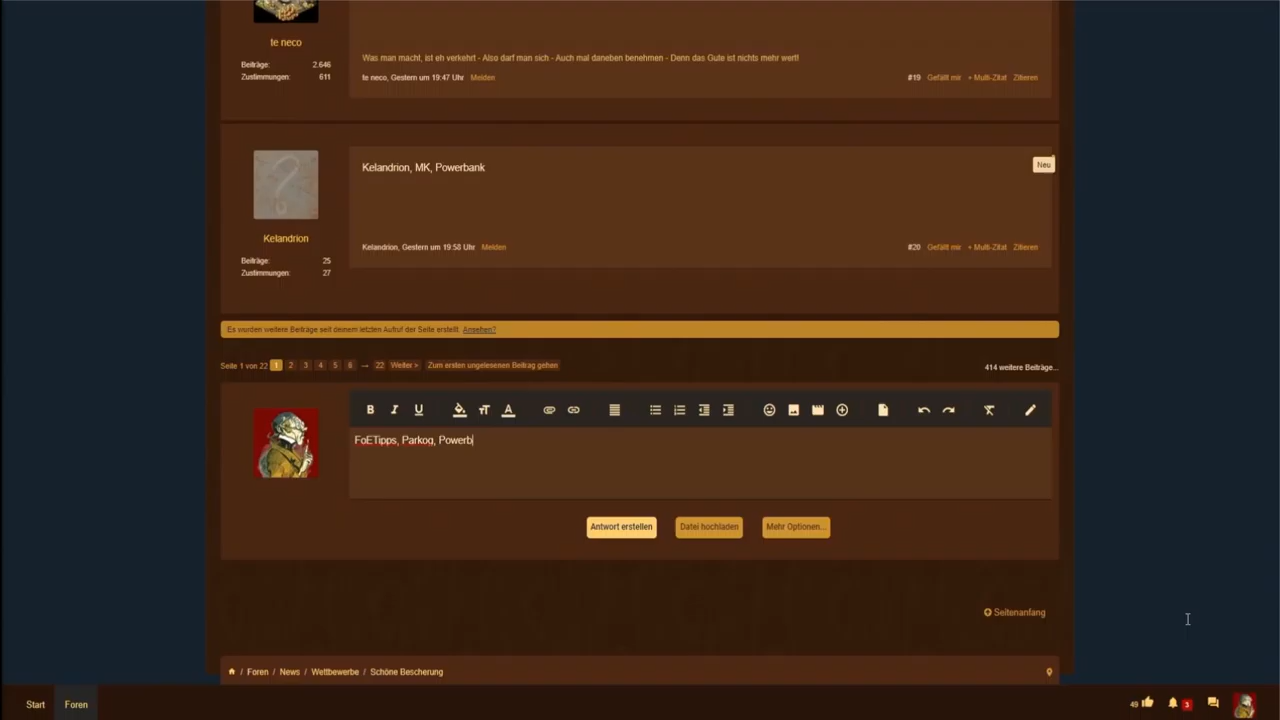 te neco
Beiträge: 2.646
Zustimmungen: 611
Was man macht, ist eh verkehrt - Also darf man sich - Auch mal daneben benehmen - Denn das Gute ist nichts mehr wert!
te neco, Gestern um 19:47 Uhr Melden
#19 Gefällt mir + Multi-Zitat Zitieren
Kelandrion, MK, Powerbank
Neu
Kelandrion
Beiträge: 25
Zustimmungen: 27
Kelandrion, Gestern um 19:58 Uhr Melden
#20 Gefällt mir + Multi-Zitat Zitieren
Es wurden weitere Beiträge seit deinem letzten Aufruf der Seite erstellt. Ansehen?
Seite 1 von 22 1 2 3 4 5 6 → 22 Weiter > Zum ersten ungelesenen Beitrag gehen
414 weitere Beiträge...
B I U
FoETipps, Parkog, Powerb
Antwort erstellen Datei hochladen Mehr Optionen...
Seitenanfang
/ Foren / News / Wettbewerbe / Schöne Bescherung
Start Foren
49 3